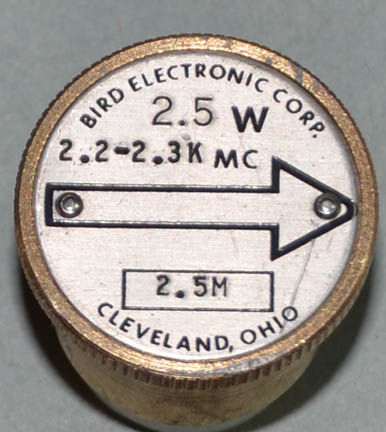 BIRD ELECTRONIC CORP.
2.5 W
2.2-2.3K MC
2.5M
CLEVELAND, OHIO